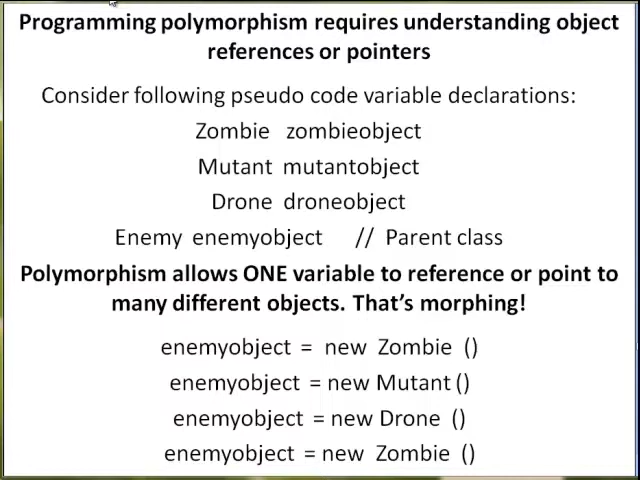 Programming polymorphism requires understanding object
references or pointers
Consider following pseudo code variable declarations:
Zombie zombieobject
Mutant mutantobject
Drone droneobject
Enemy enemyobject // Parent class
Polymorphism allows ONE variable to reference or point to
many different objects. That's morphing!
enemyobject = new Zombie ()
enemyobject = new Mutant ()
enemyobject = new Drone ()
enemyobject = new Zombie ()